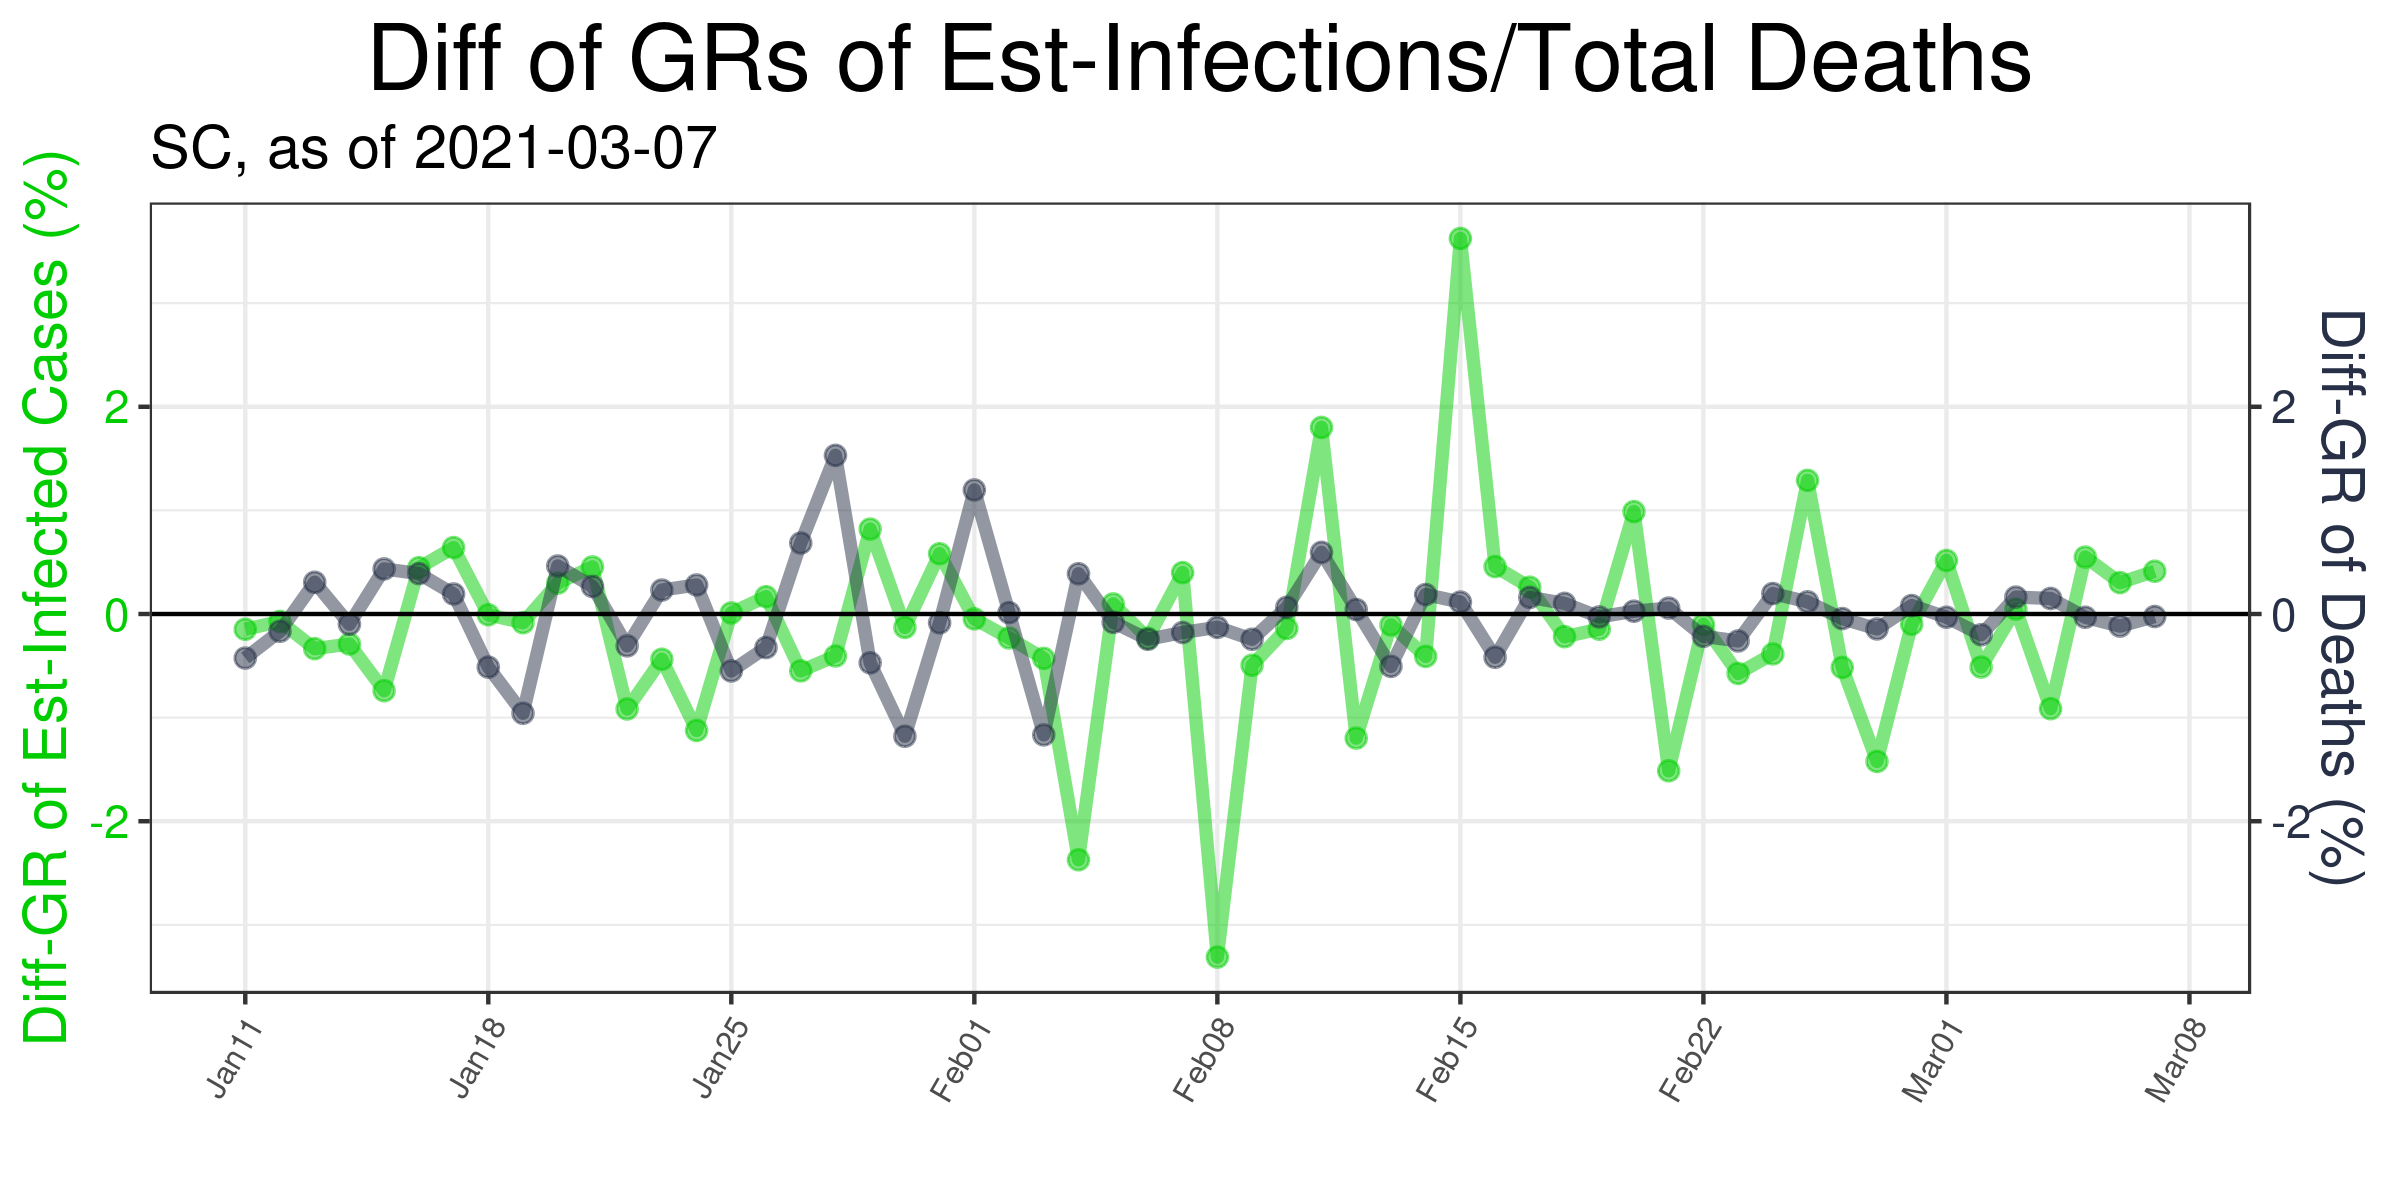 Diff of GRs of Est-Infections/Total Deaths
SC, as of 2021-03-07
Diff-GR of Est-Infected Cases (%)
2
0
-2
2
0
-2
Diff-GR of Deaths (%)
Jan11
Jan18
Jan25
Feb01
Feb08
Feb15
Feb22
Mar01
Mar08